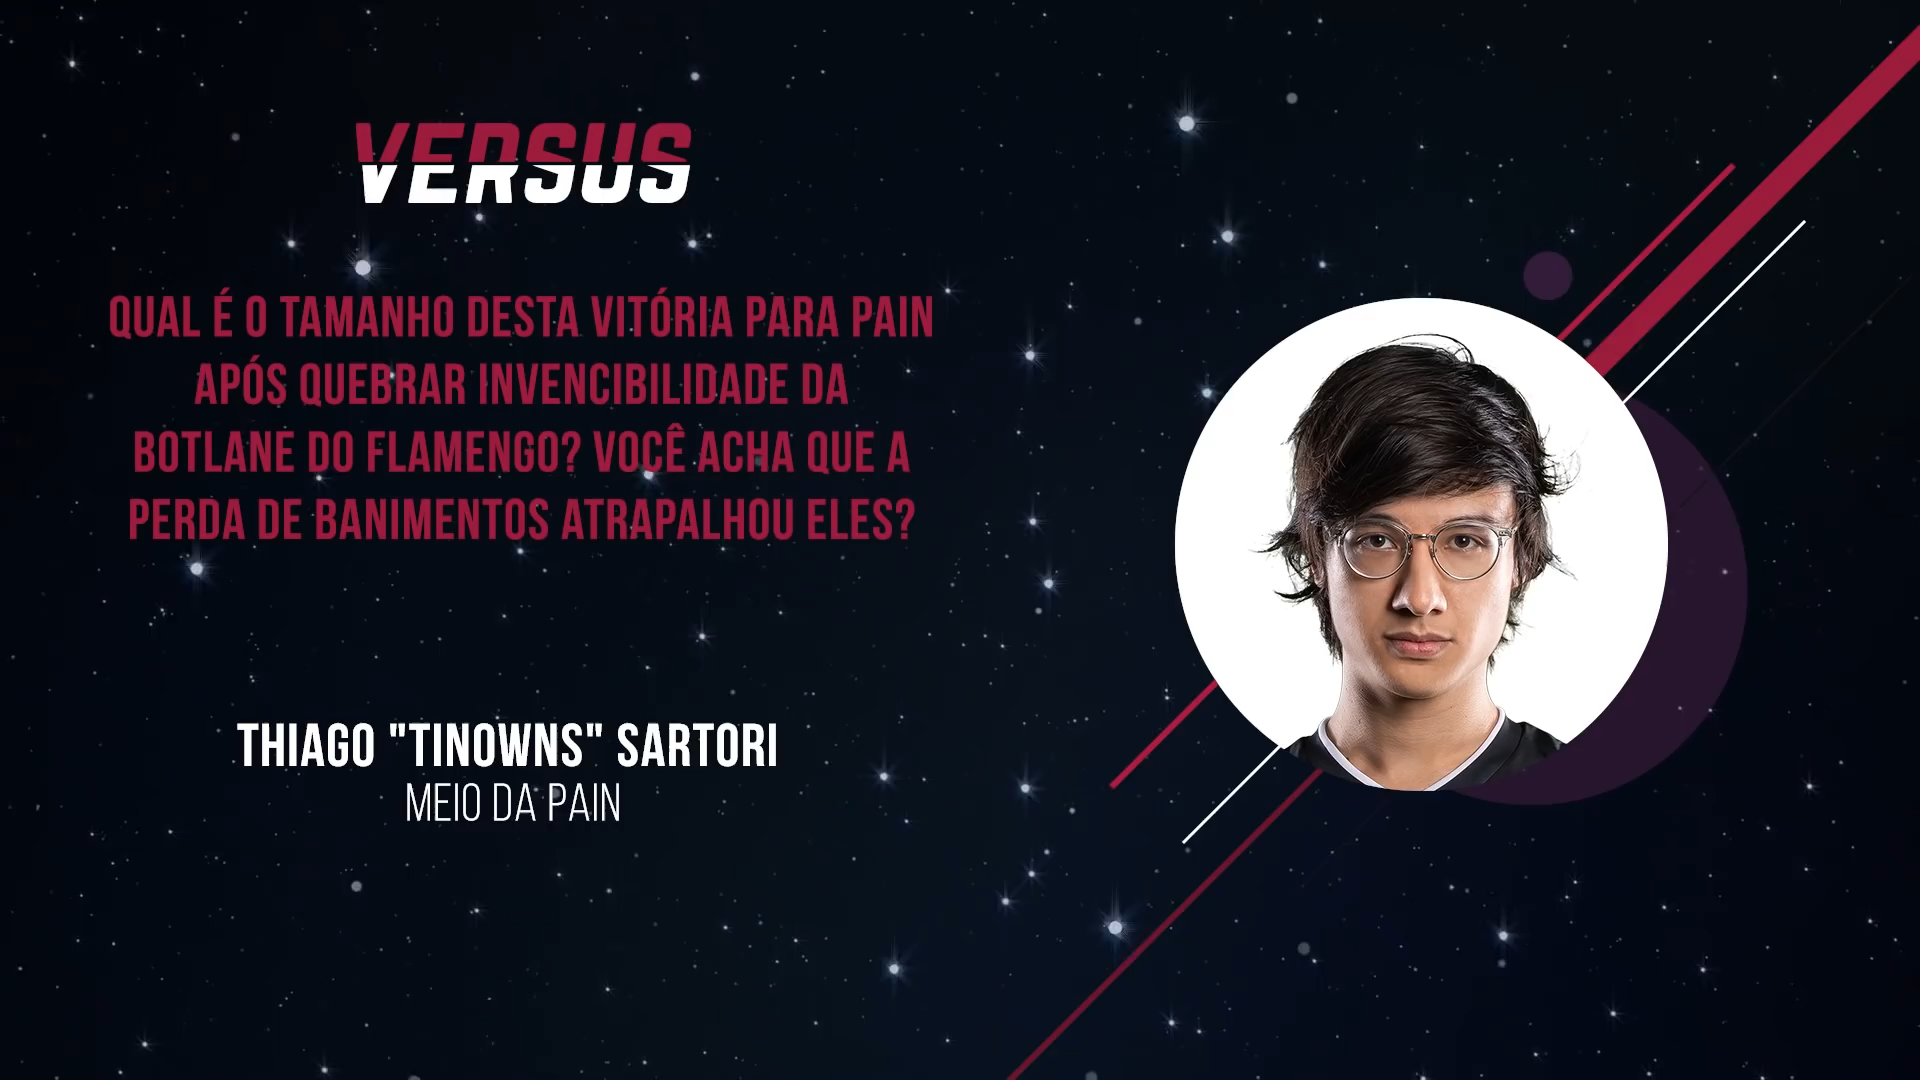 VERSUS
QUAL É O TAMANHO DESTA VITÓRIA PARA PAIN
APÓS QUEBRAR INVENCIBILIDADE DA
BOTLANE DO FLAMENGO? VOCÊ ACHA QUE A
PERDA DE BANIMENTOS ATRAPALHOU ELES?
THIAGO "TINOWNS" SARTORI
MEIO DA PAIN